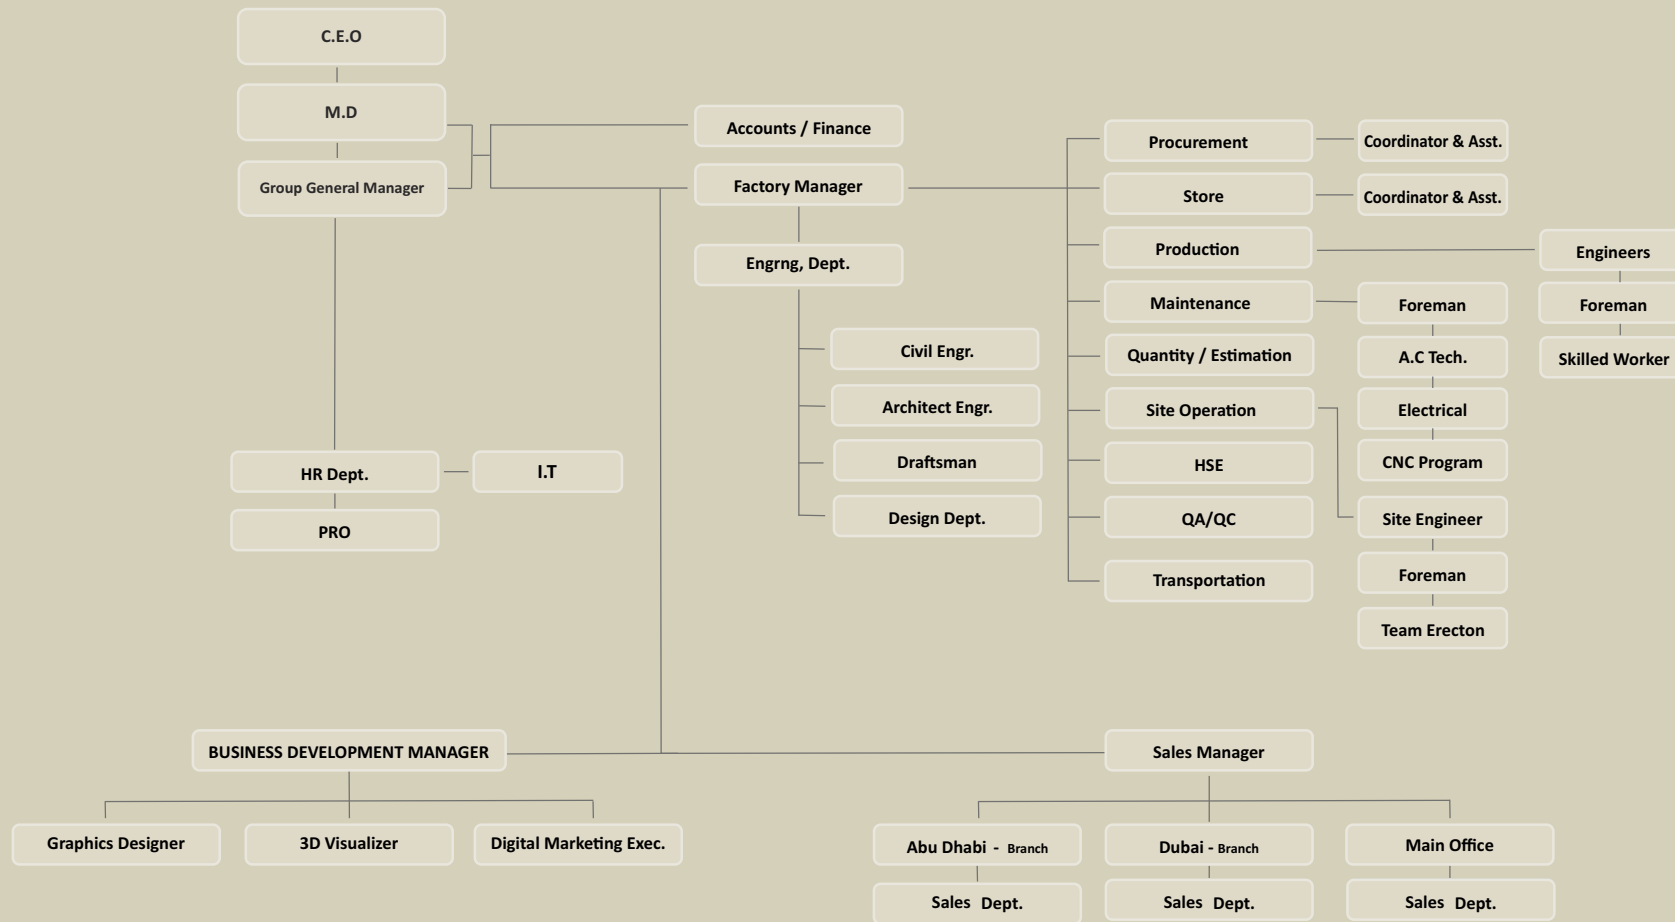 C.E.O
M.D
Group General Manager
HR Dept.
I.T
PRO
Accounts / Finance
Factory Manager
Engrng, Dept.
Civil Engr.
Architect Engr.
Draftsman
Design Dept.
Procurement
Coordinator & Asst.
Store
Coordinator & Asst.
Production
Engineers
Foreman
Skilled Worker
Maintenance
Foreman
A.C Tech.
Electrical
CNC Program
Quantity / Estimation
Site Operation
Site Engineer
Foreman
Team Erecton
HSE
QA/QC
Transportation
BUSINESS DEVELOPMENT MANAGER
Graphics Designer
3D Visualizer
Digital Marketing Exec.
Sales Manager
Abu Dhabi - Branch
Sales Dept.
Dubai - Branch
Sales Dept.
Main Office
Sales Dept.